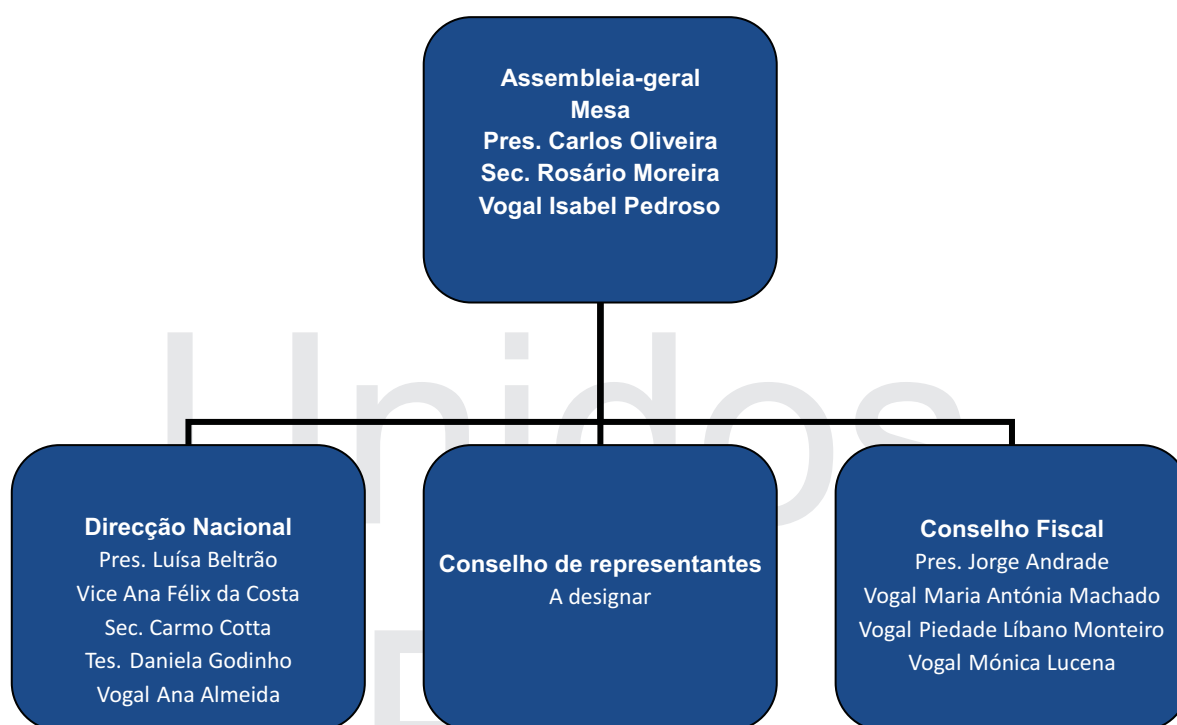 Assembleia-geral
Mesa
Pres. Carlos Oliveira
Sec. Rosário Moreira
Vogal Isabel Pedroso
Unidos
Direcção Nacional
Pres. Luísa Beltrão
Vice Ana Félix da Costa
Sec. Carmo Cotta
Tes. Daniela Godinho
Vogal Ana Almeida
Conselho de representantes
A designar
Conselho Fiscal
Pres. Jorge Andrade
Vogal Maria Antónia Machado
Vogal Piedade Líbano Monteiro
Vogal Mónica Lucena